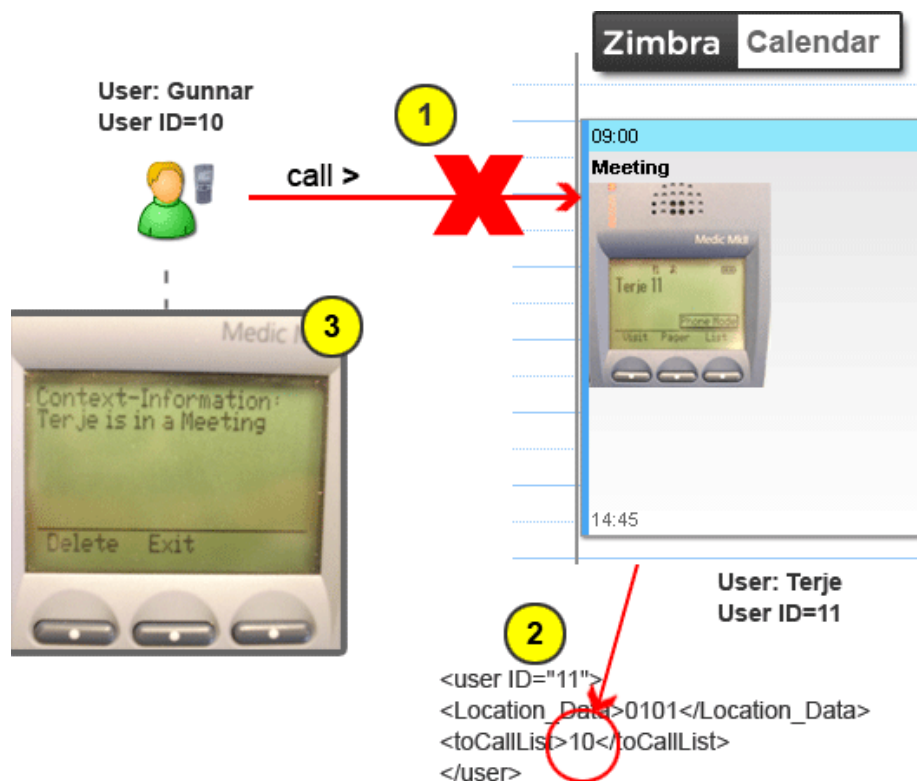 Zimbra Calendar
User: Gunnar
User ID=10
1
call >
09:00
Meeting
Medic MkII
Terje 11
Phone Mode
Visit Pager List
3
Medic M
Context-Information:
Terje is in a Meeting
Delete Exit
14:45
User: Terje
User ID=11
2
<user ID="11">
<Location_Data>0101</Location_Data>
<toCallList>10</toCallList>
</user>